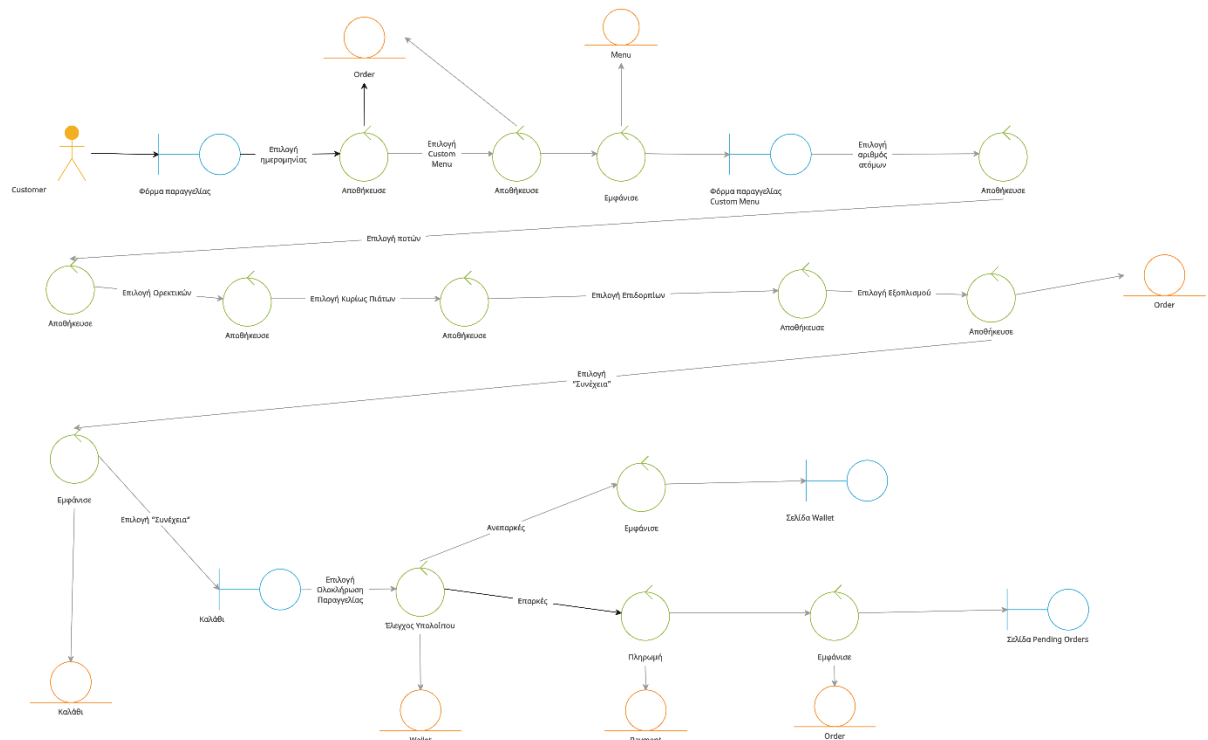 Order
Menu
Επιλογή
ημερομηνίας
Επιλογή
Custom
Menu
Επιλογή
αριθμός
ατόμων
Customer
Φόρμα παραγγελίας
Αποθήκευσε
Αποθήκευσε
Εμφάνισε
Φόρμα παραγγελίας
Custom Menu
Αποθήκευσε
Επιλογή ποτών
Επιλογή Ορεκτικών
Επιλογή Κυρίως Πιάτων
Επιλογή Επιδορπίων
Επιλογή Εξοπλισμού
Order
Αποθήκευσε
Αποθήκευσε
Αποθήκευσε
Αποθήκευσε
Αποθήκευσε
Επιλογή
"Συνέχεια"
Εμφάνισε
Επιλογή "Συνέχεια"
Ανεπαρκές
Εμφάνισε
Σελίδα Wallet
Επιλογή
Ολοκλήρωση
Παραγγελίας
Καλάθι
Έλεγχος Υπολοίπου
Επαρκές
Πληρωμή
Εμφάνισε
Σελίδα Pending Orders
Καλάθι
Wallet
Payment
Order